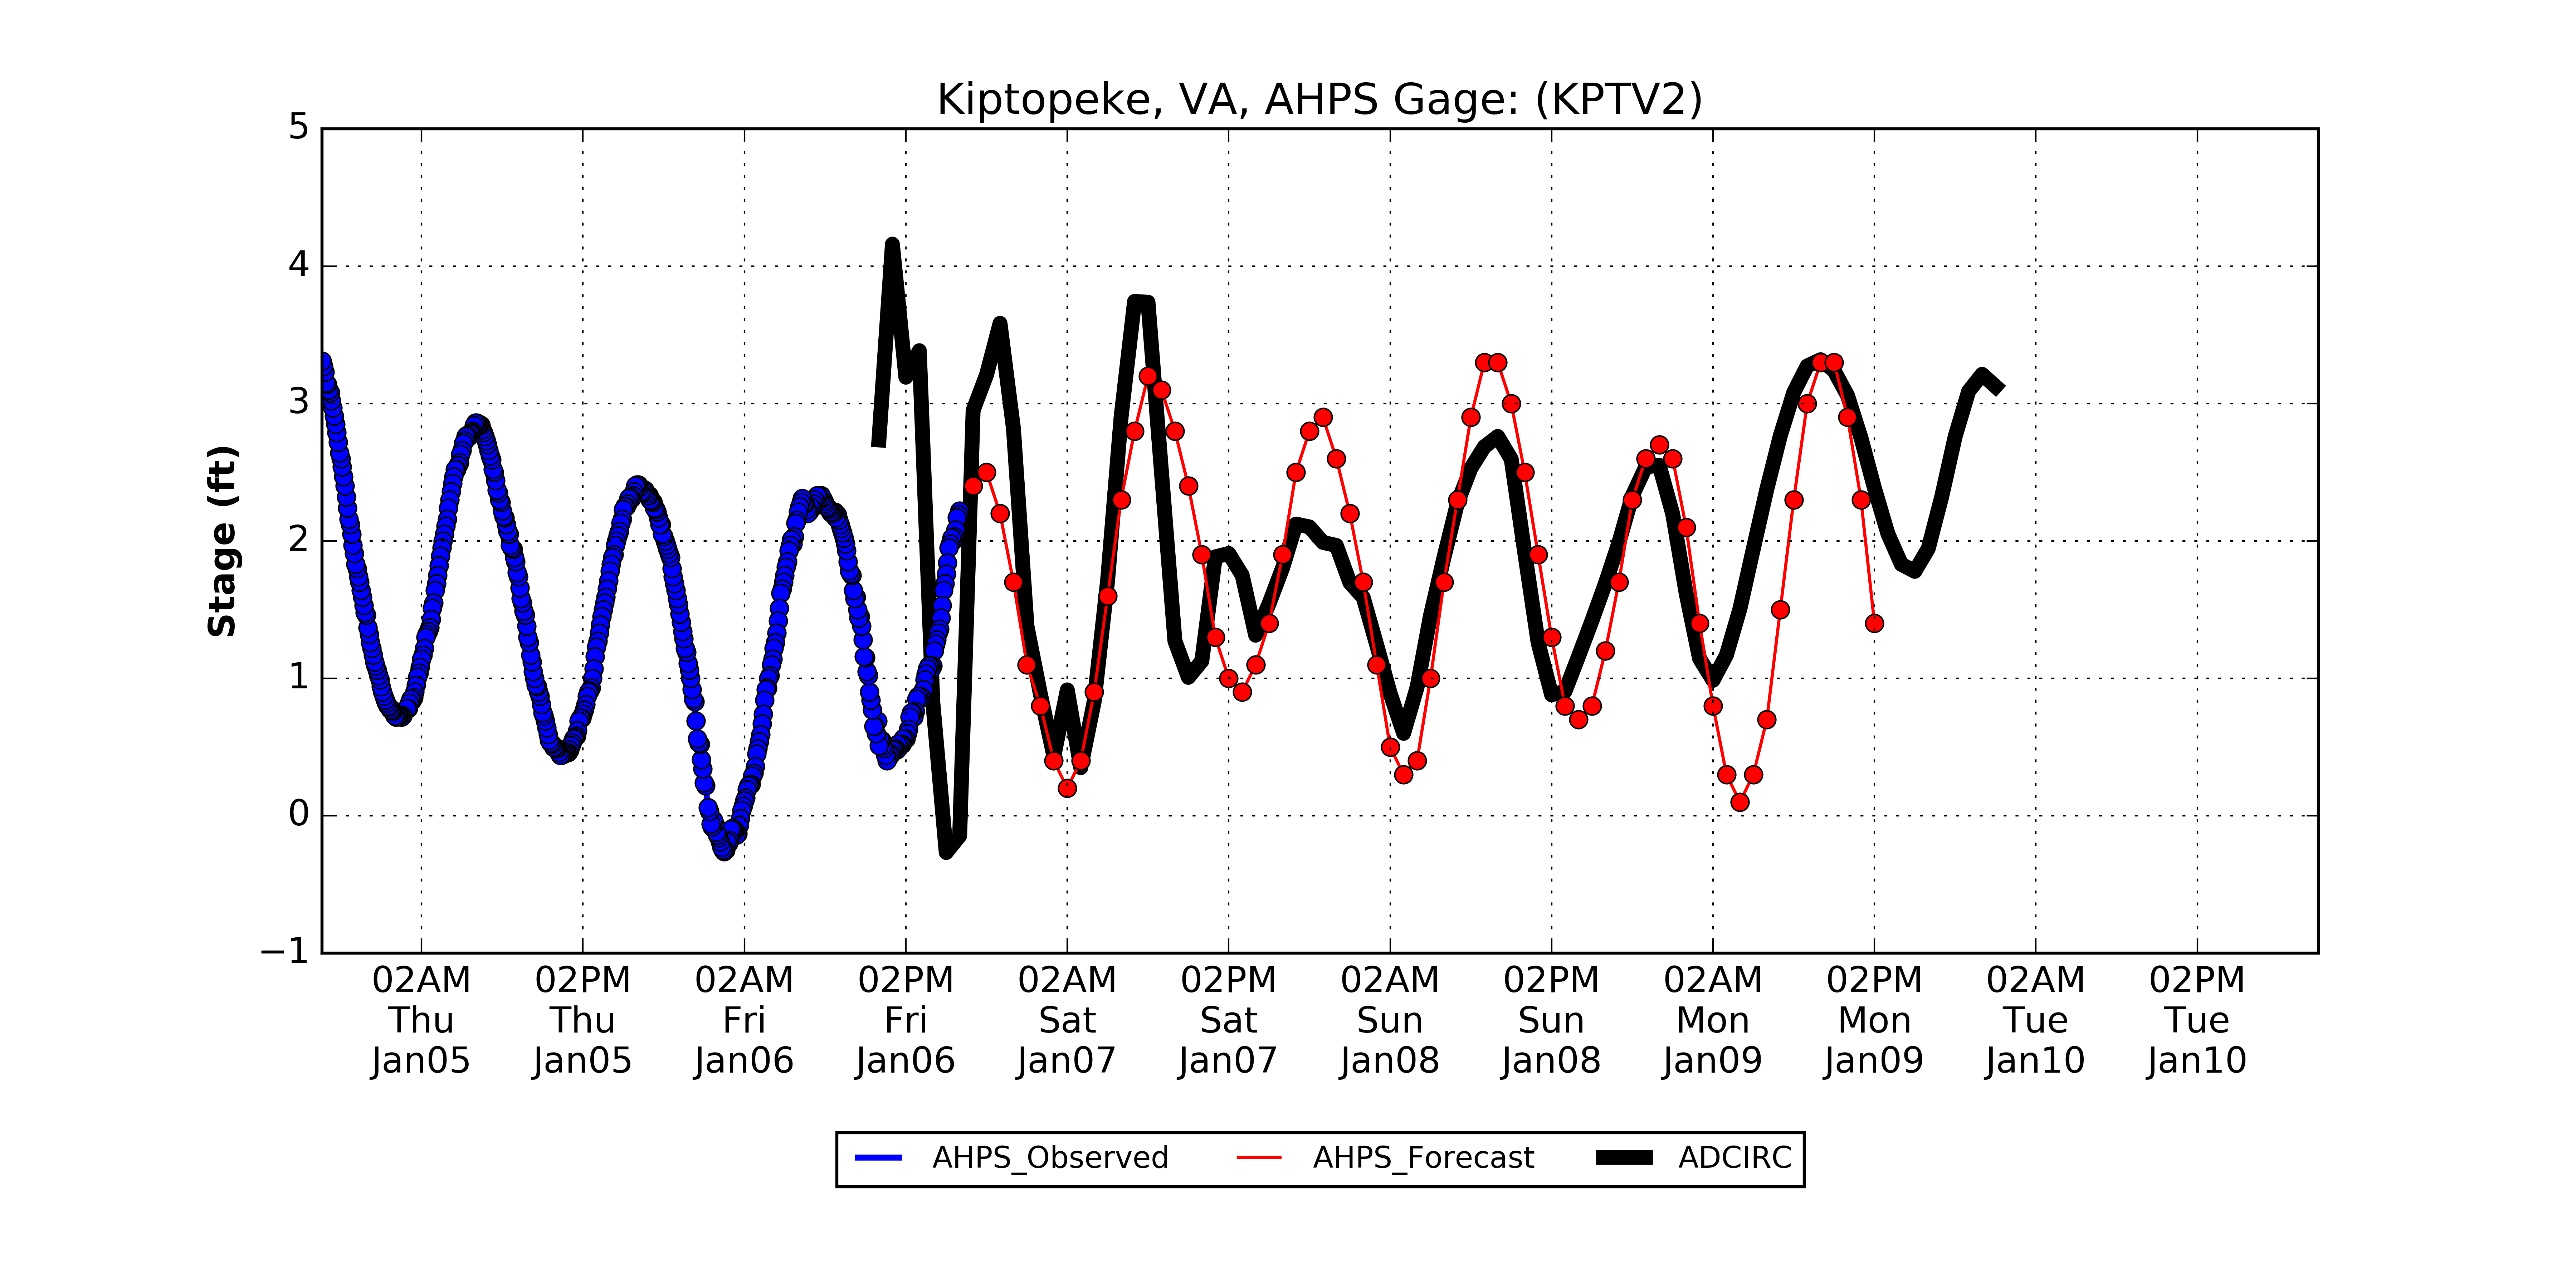 Kiptopeke, VA, AHPS Gage: (KPTV2)
5
4
3
2
1
0
−1
Stage (ft)
02AM 02PM 02AM 02PM 02AM 02PM 02AM 02PM 02AM 02PM 02AM 02PM
Thu Thu Fri Fri Sat Sat Sun Sun Mon Mon Tue Tue
Jan05 Jan05 Jan06 Jan06 Jan07 Jan07 Jan08 Jan08 Jan09 Jan09 Jan10 Jan10
AHPS_Observed AHPS_Forecast ADCIRC